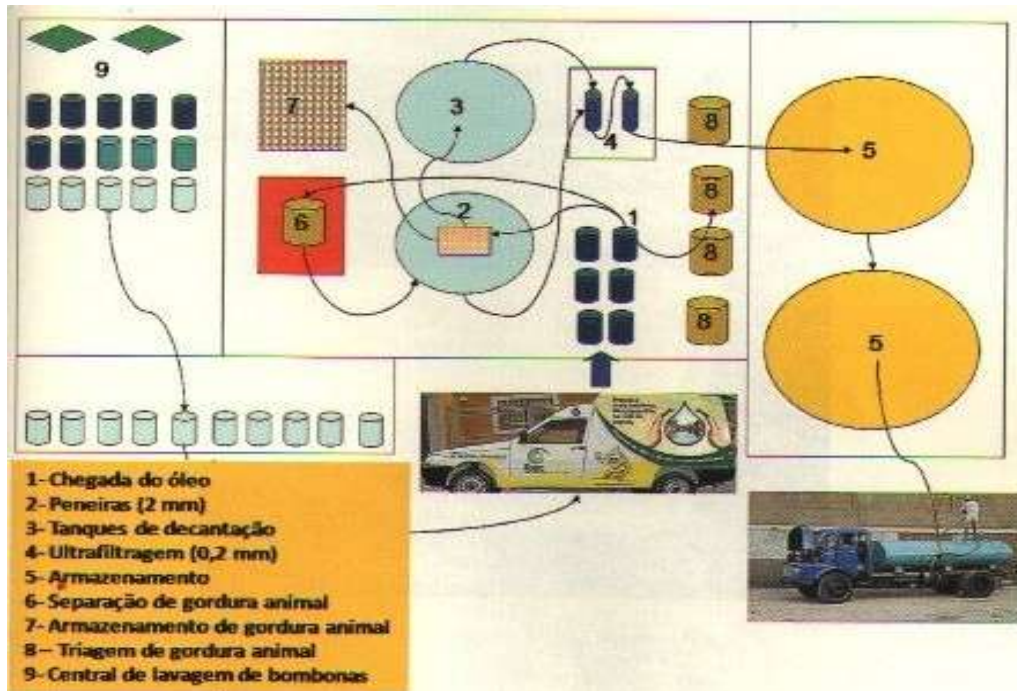 9
7
3
4
8
5
8
6
2
1
8
8
5
1- Chegada do óleo
2- Peneiras (2 mm)
3- Tanques de decantação
4- Ultrafiltragem (0,2 mm)
5- Armazenamento
6- Separação de gordura animal
7- Armazenamento de gordura animal
8 – Triagem de gordura animal
9- Central de lavagem de bombonas